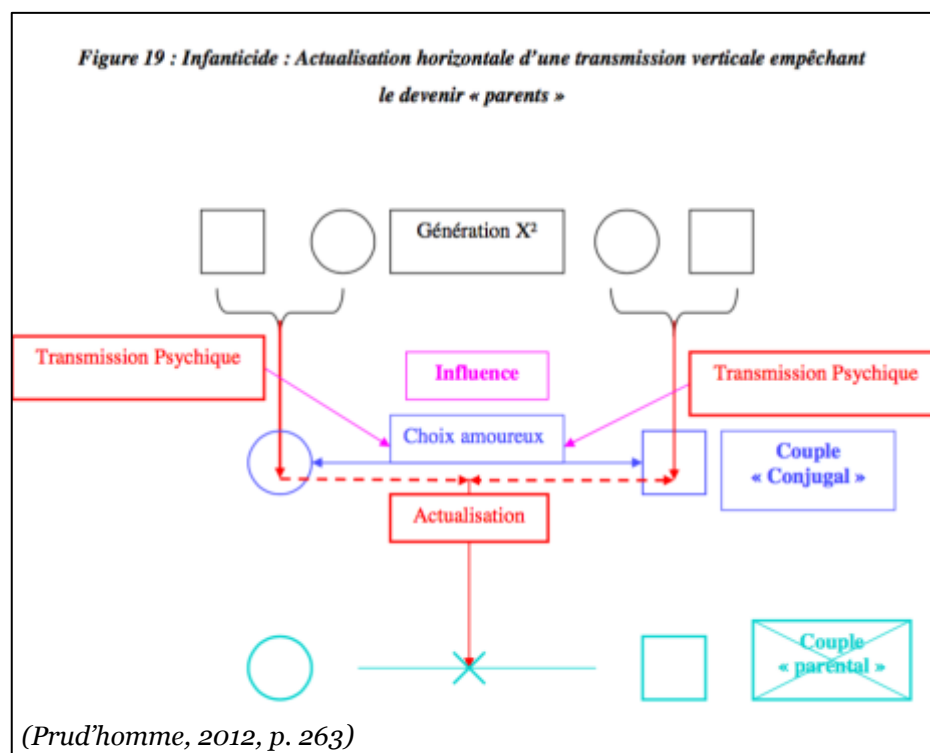 Figure 19 : Infanticide : Actualisation horizontale d'une transmission verticale empêchant
le devenir « parents »
Génération X²
Transmission Psychique
Influence
Transmission Psychique
Choix amoureux
Couple
« Conjugal »
Actualisation
Couple
« parental »
(Prud'homme, 2012, p. 263)